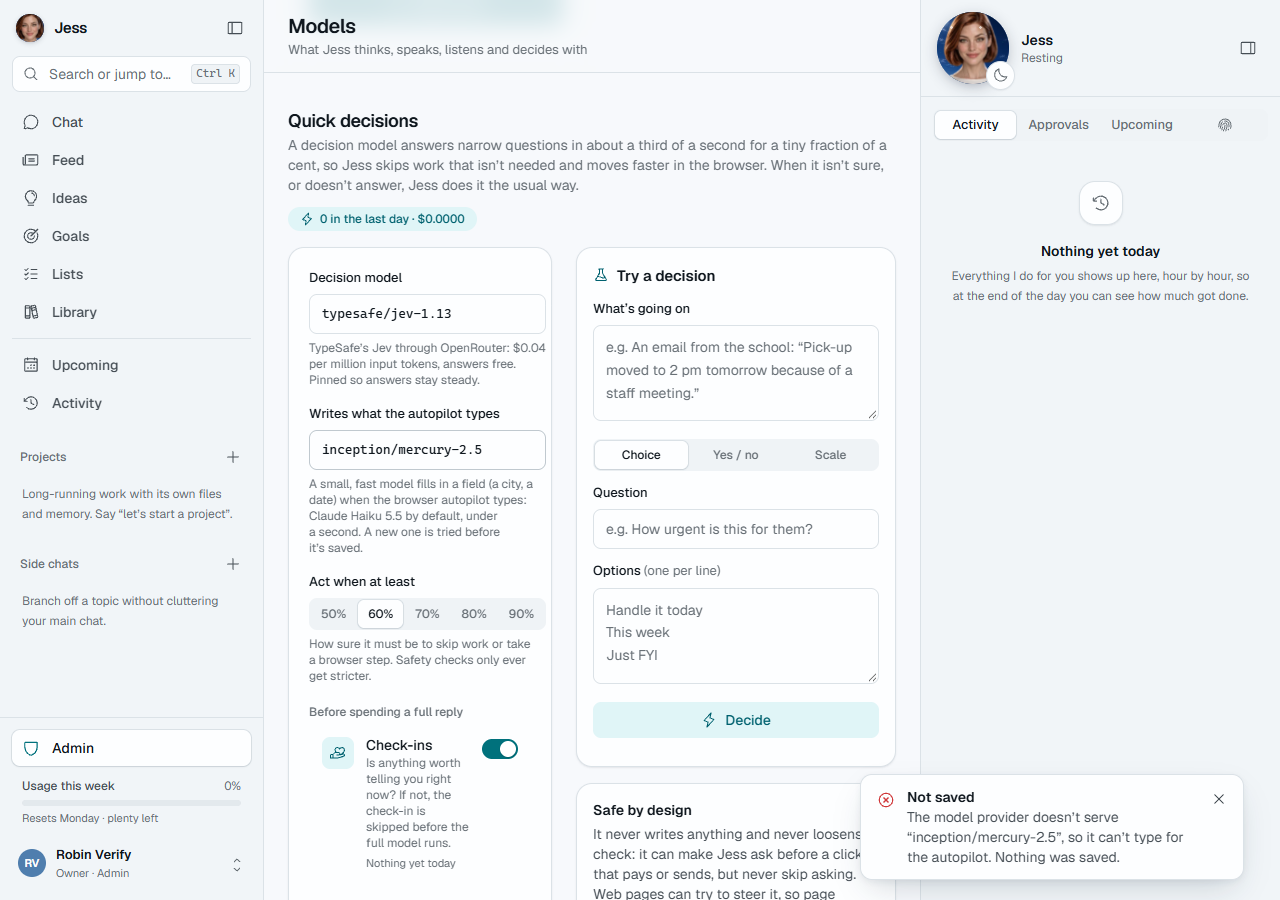 Jess
Search or jump to… Ctrl K
Chat
Feed
Ideas
Goals
Lists
Library
Upcoming
Activity
Projects
Long-running work with its own files
and memory. Say “let’s start a project”.
Side chats
Branch off a topic without cluttering
your main chat.
Admin
Usage this week 0%
Resets Monday · plenty left
RV
Robin Verify
Owner · Admin
Models
What Jess thinks, speaks, listens and decides with
Quick decisions
A decision model answers narrow questions in about a third of a second for a tiny fraction of a
cent, so Jess skips work that isn’t needed and moves faster in the browser. When it isn’t sure,
or doesn’t answer, Jess does it the usual way.
0 in the last day · $0.0000
Decision model
typesafe/jev-1.13
TypeSafe’s Jev through OpenRouter: $0.04
per million input tokens, answers free.
Pinned so answers stay steady.
Writes what the autopilot types
inception/mercury-2.5
A small, fast model fills in a field (a city, a
date) when the browser autopilot types:
Claude Haiku 5.5 by default, under
a second. A new one is tried before
it’s saved.
Act when at least
50% 60% 70% 80% 90%
How sure it must be to skip work or take
a browser step. Safety checks only ever
get stricter.
Before spending a full reply
Check-ins
Is anything worth
telling you right
now? If not, the
check-in is
skipped before the
full model runs.
Nothing yet today
Try a decision
What’s going on
e.g. An email from the school: “Pick-up
moved to 2 pm tomorrow because of a
staff meeting.”
Choice Yes / no Scale
Question
e.g. How urgent is this for them?
Options (one per line)
Handle it today
This week
Just FYI
Decide
Safe by design
It never writes anything and never loosens
check: it can make Jess ask before a click
that pays or sends, but never skip asking.
Web pages can try to steer it, so page
Jess
Resting
Activity Approvals Upcoming
Nothing yet today
Everything I do for you shows up here, hour by hour, so
at the end of the day you can see how much got done.
Not saved
The model provider doesn’t serve
“inception/mercury-2.5”, so it can’t type for
the autopilot. Nothing was saved.